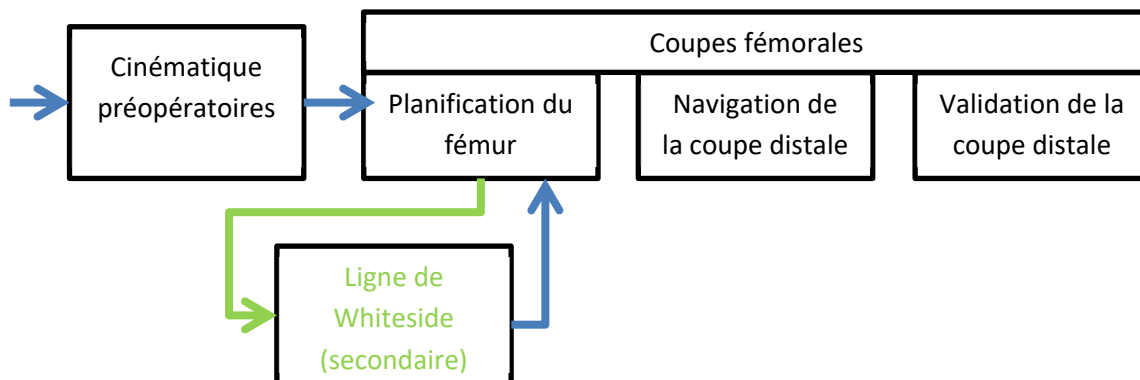 Cinématique
préopératoires
Coupes fémorales
Planification du
fémur
Navigation de
la coupe distale
Validation de la
coupe distale
Ligne de
Whiteside
(secondaire)